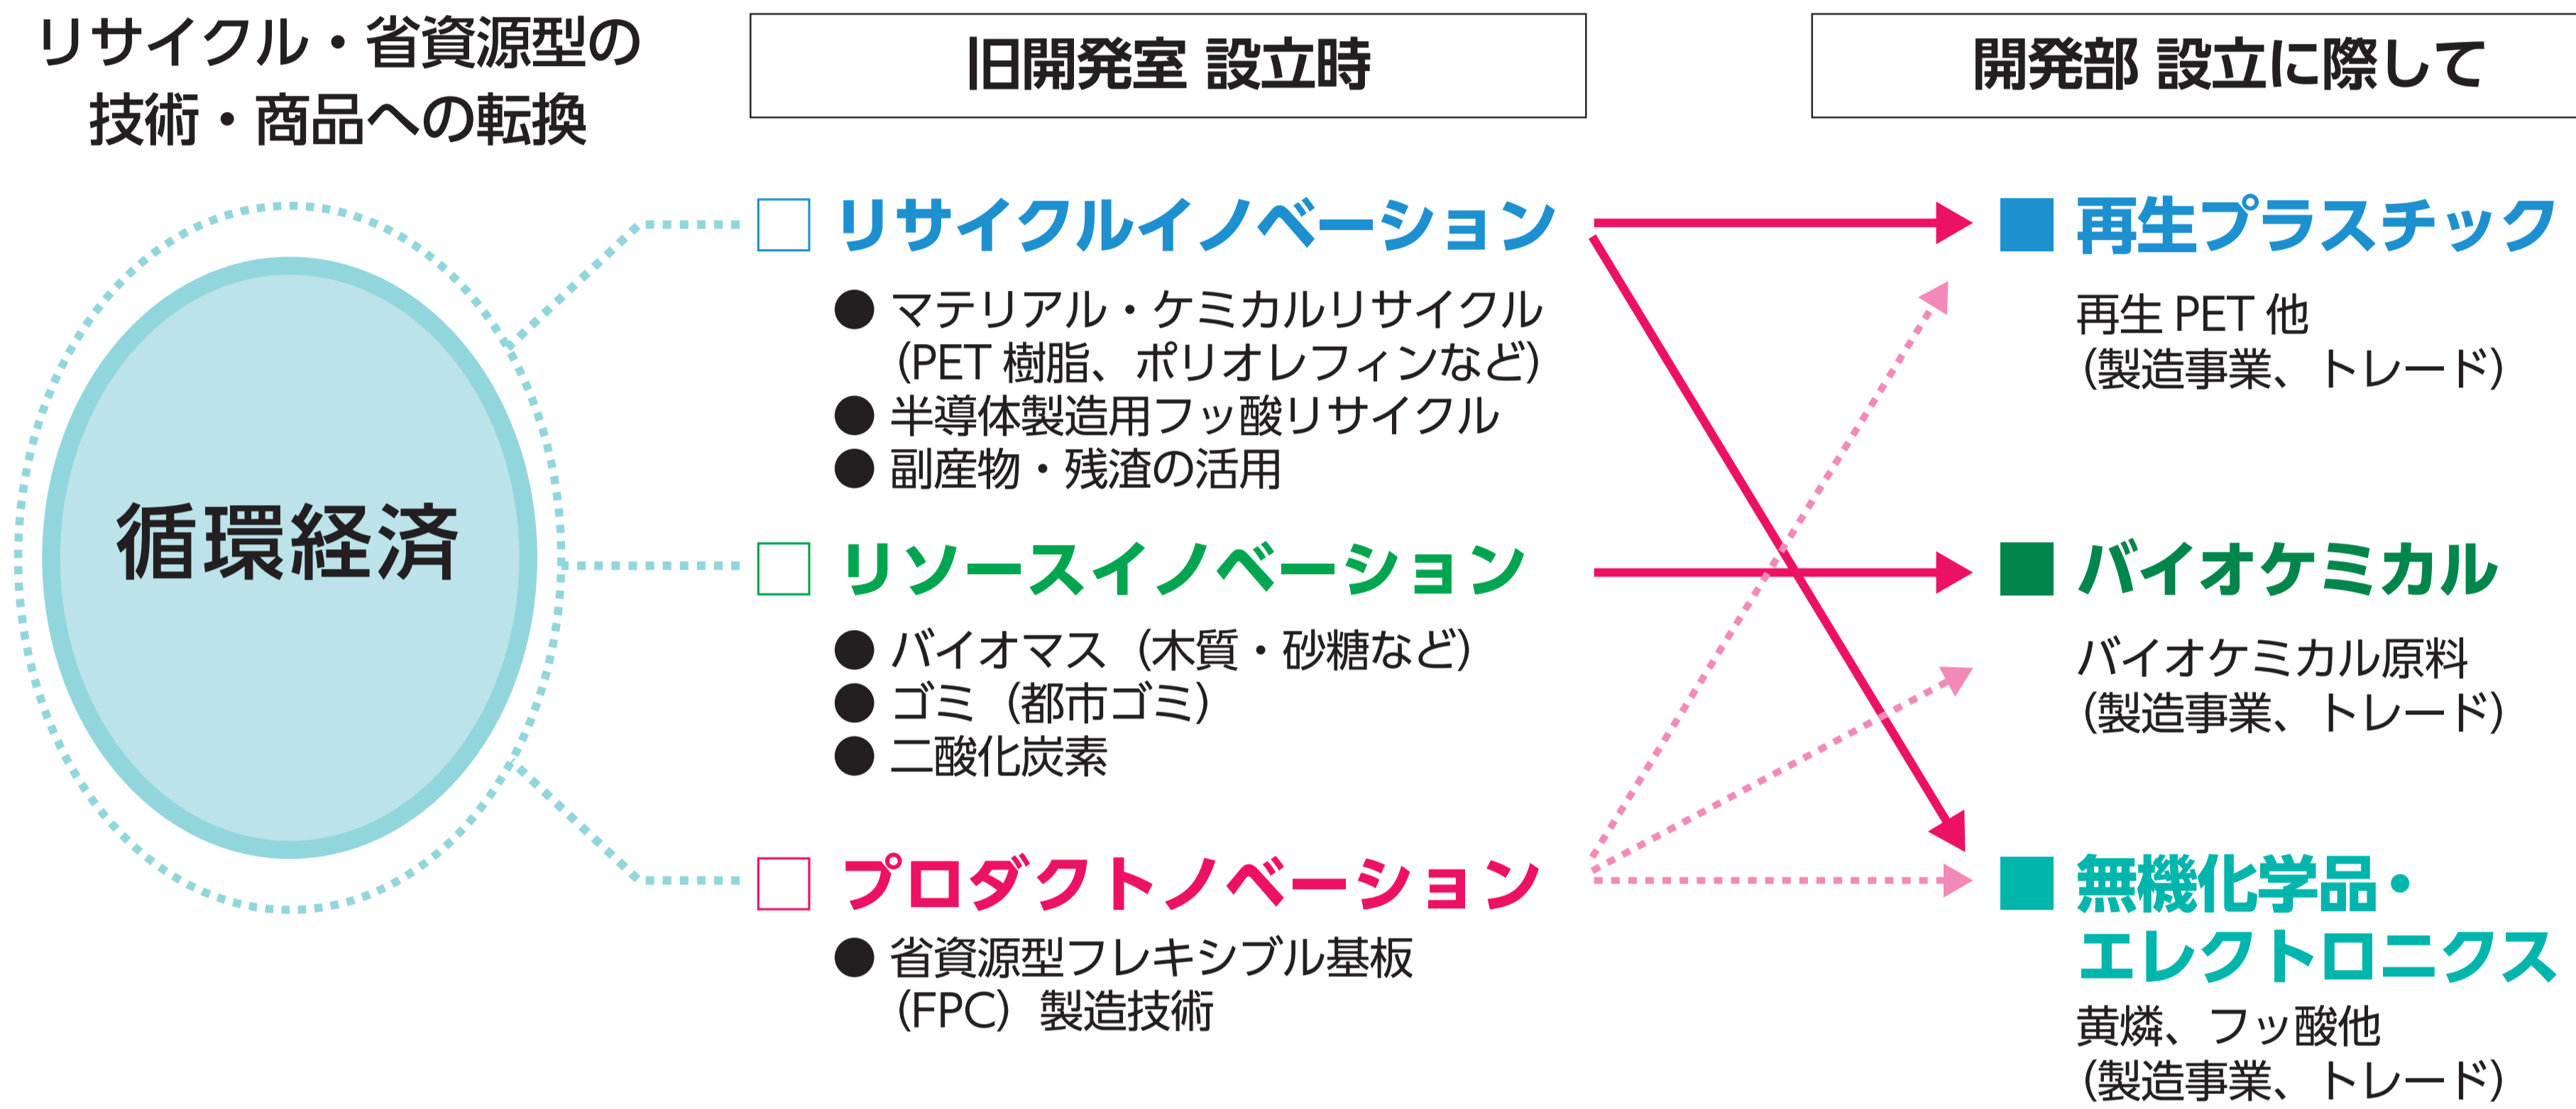 リサイクル・省資源型の
技術・商品への転換
循環経済
旧開発室 設立時
リサイクルイノベーション
● マテリアル・ケミカルリサイクル
（PET 樹脂、ポリオレフィンなど）
● 半導体製造用フッ酸リサイクル
● 副産物・残渣の活用
リソースイノベーション
● バイオマス（木質・砂糖など）
● ゴミ（都市ゴミ）
● 二酸化炭素
プロダクトノベーション
● 省資源型フレキシブル基板
（FPC）製造技術
開発部 設立に際して
再生プラスチック
再生 PET 他
（製造事業、トレード）
バイオケミカル
バイオケミカル原料
（製造事業、トレード）
無機化学品・
エレクトロニクス
黄燐、フッ酸他
（製造事業、トレード）